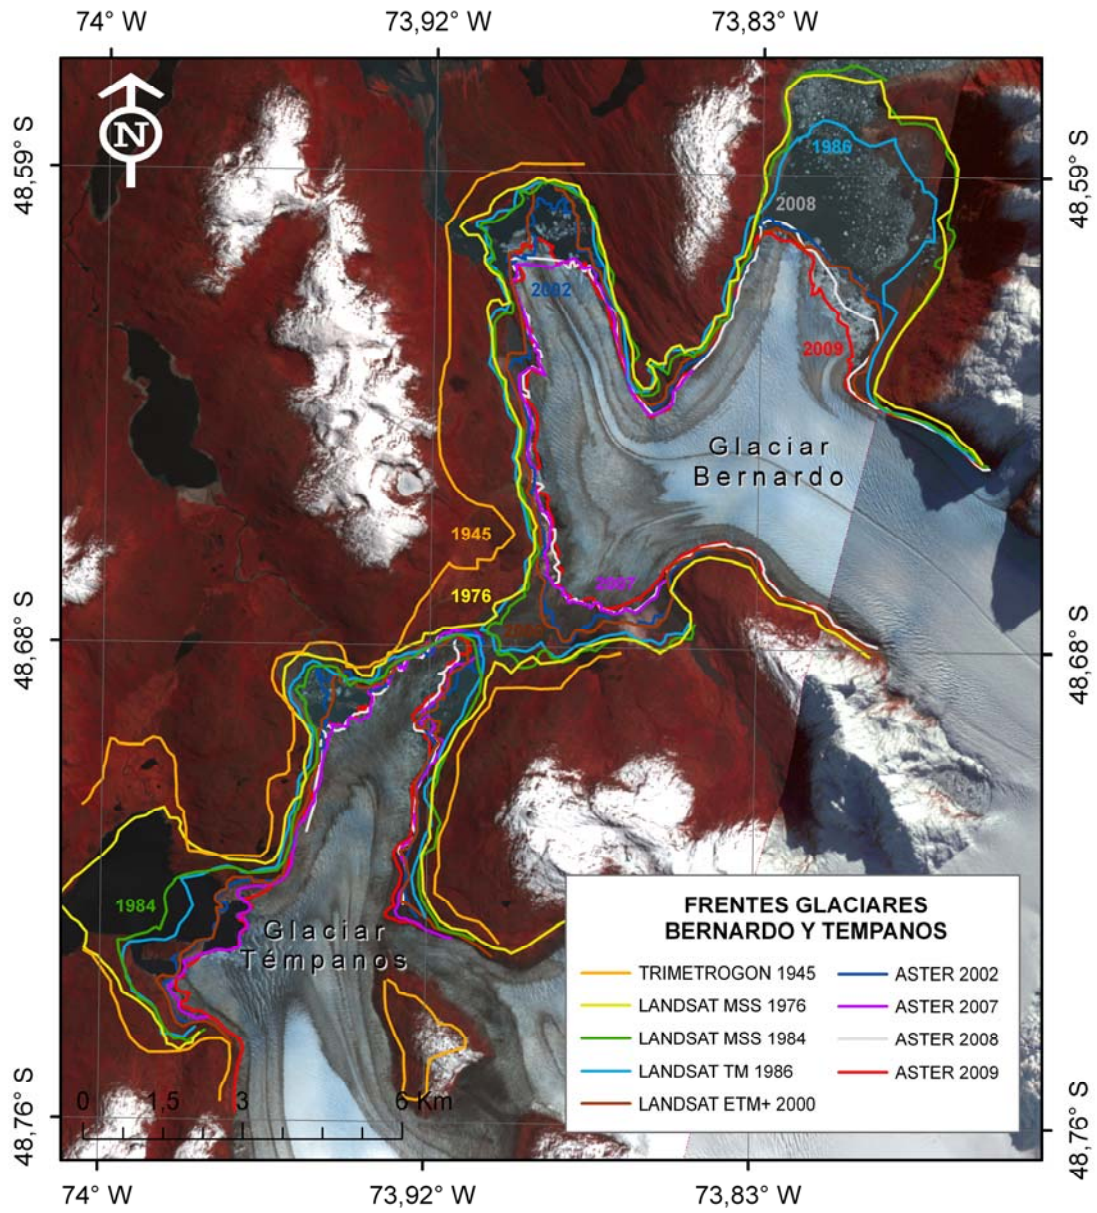 74° W
73,92° W
73,83° W
N
48,59° S
48,59° S
1986
2008
2002
2009
Glaciar
Bernardo
1945
2007
1976
48,68° S
48,68° S
1984
Glaciar
Témpanos
FRENTES GLACIARES
BERNARDO Y TEMPANOS
TRIMETROGON 1945
LANDSAT MSS 1976
LANDSAT MSS 1984
LANDSAT TM 1986
LANDSAT ETM+ 2000
ASTER 2002
ASTER 2007
ASTER 2008
ASTER 2009
0 1,5 3 6 Km
48,76° S
48,76° S
74° W
73,92° W
73,83° W